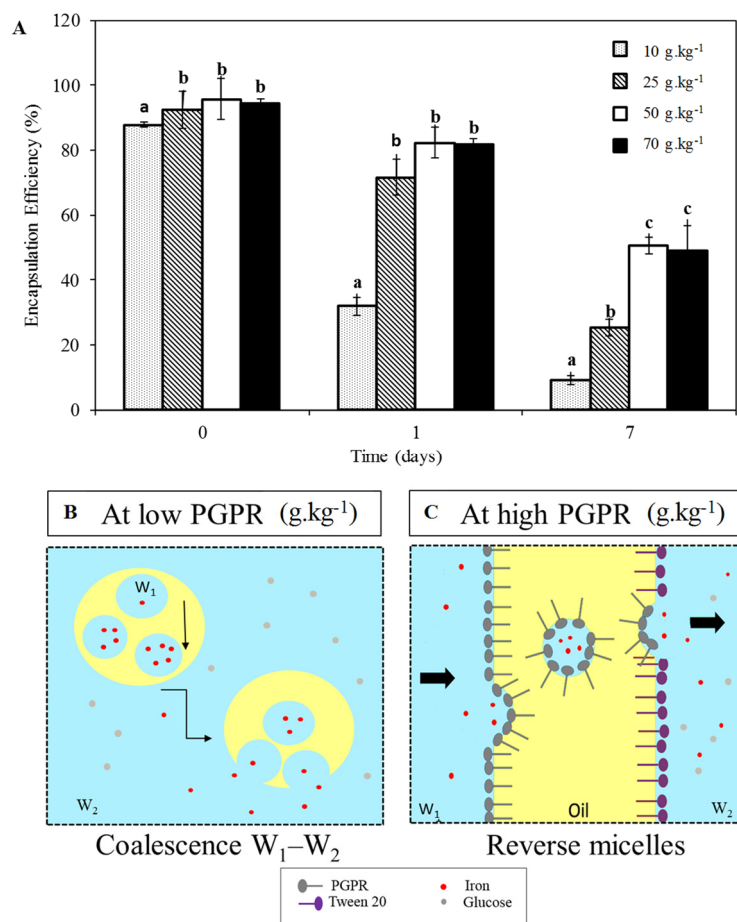 A
120
100
80
60
40
20
0
Encapsulation Efficiency (%)
a b b b
a b b b
a b c c
10 g.kg⁻¹
25 g.kg⁻¹
50 g.kg⁻¹
70 g.kg⁻¹
0 1 7
Time (days)
B At low PGPR (g.kg⁻¹)
W₁
W₂
Coalescence W₁–W₂
C At high PGPR (g.kg⁻¹)
W₁ Oil W₂
Reverse micelles
PGPR Iron
Tween 20 Glucose